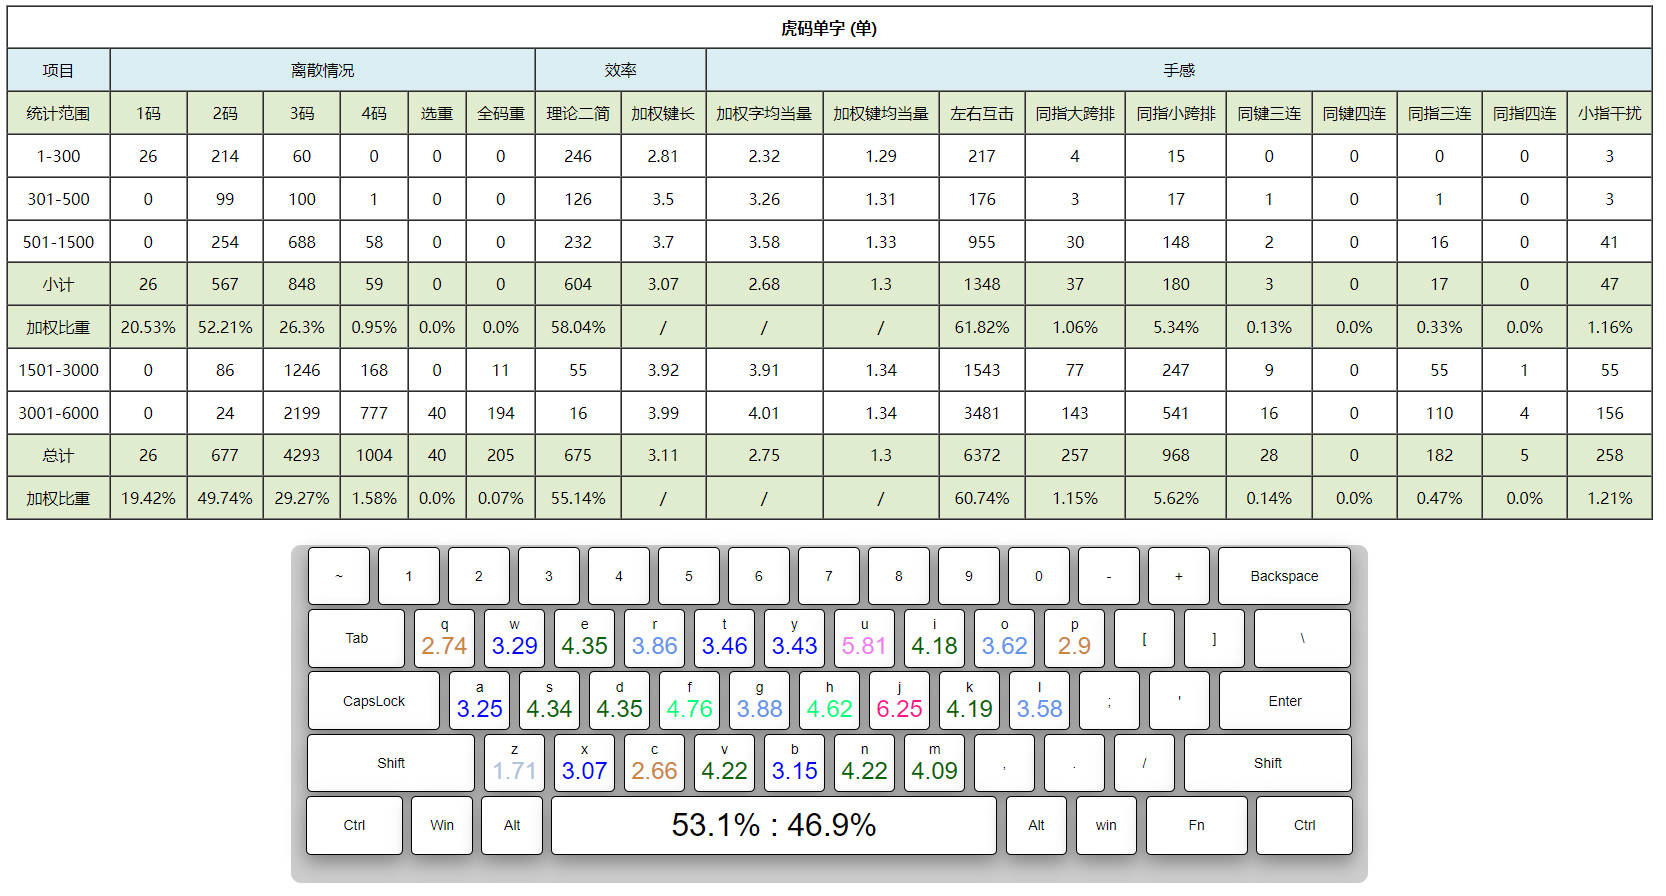 虎码单字 (单)
项目 离散情况 效率 手感
统计范围 1码 2码 3码 4码 选重 全码重 理论二简 加权键长 加权字均当量 加权键均当量 左右互击 同指大跨排 同指小跨排 同键三连 同键四连 同指三连 同指四连 小指干扰
1-300 26 214 60 0 0 0 246 2.81 2.32 1.29 217 4 15 0 0 0 0 3
301-500 0 99 100 1 0 0 126 3.5 3.26 1.31 176 3 17 1 0 1 0 3
501-1500 0 254 688 58 0 0 232 3.7 3.58 1.33 955 30 148 2 0 16 0 41
小计 26 567 848 59 0 0 604 3.07 2.68 1.3 1348 37 180 3 0 17 0 47
加权比重 20.53% 52.21% 26.3% 0.95% 0.0% 0.0% 58.04% / / / 61.82% 1.06% 5.34% 0.13% 0.0% 0.33% 0.0% 1.16%
1501-3000 0 86 1246 168 0 11 55 3.92 3.91 1.34 1543 77 247 9 0 55 1 55
3001-6000 0 24 2199 777 40 194 16 3.99 4.01 1.34 3481 143 541 16 0 110 4 156
总计 26 677 4293 1004 40 205 675 3.11 2.75 1.3 6372 257 968 28 0 182 5 258
加权比重 19.42% 49.74% 29.27% 1.58% 0.0% 0.07% 55.14% / / / 60.74% 1.15% 5.62% 0.14% 0.0% 0.47% 0.0% 1.21%
~ 1 2 3 4 5 6 7 8 9 0 - + Backspace
q w e r t y u i o p
Tab 2.74 3.29 4.35 3.86 3.46 3.43 5.81 4.18 3.62 2.9 [ ] \
a s d f g h j k l
CapsLock 3.25 4.34 4.35 4.76 3.88 4.62 6.25 4.19 3.58 ; ' Enter
z x c v b n m
Shift 1.71 3.07 2.66 4.22 3.15 4.22 4.09 , . / Shift
Ctrl Win Alt 53.1% : 46.9% Alt win Fn Ctrl